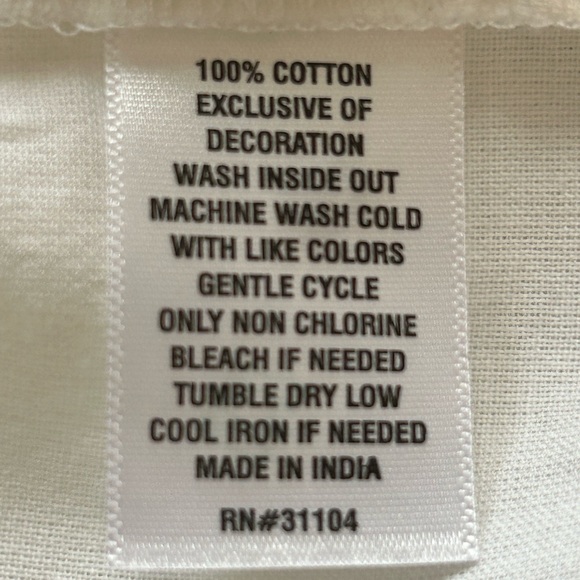 100% COTTON
EXCLUSIVE OF
DECORATION
WASH INSIDE OUT
MACHINE WASH COLD
WITH LIKE COLORS
GENTLE CYCLE
ONLY NON CHLORINE
BLEACH IF NEEDED
TUMBLE DRY LOW
COOL IRON IF NEEDED
MADE IN INDIA
RN#31104